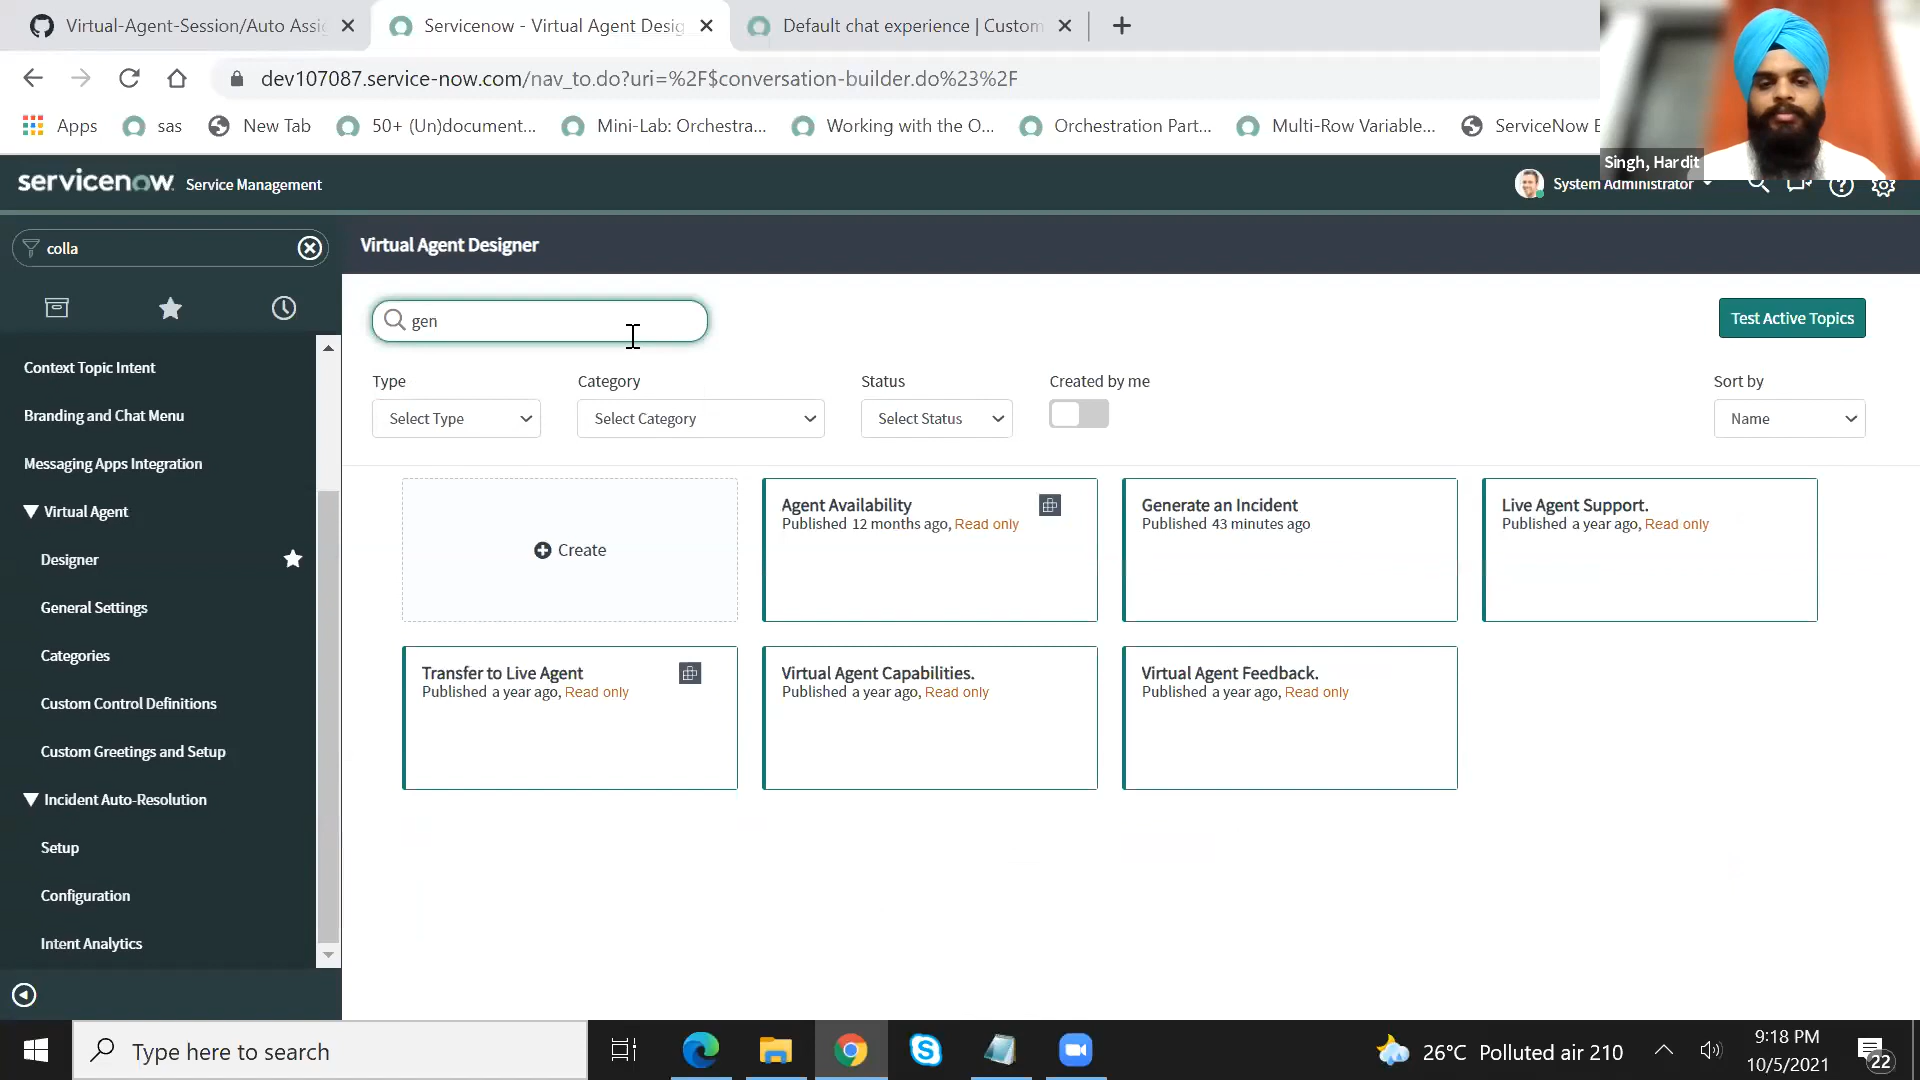 Virtual-Agent-Session/Auto Assi
Servicenow - Virtual Agent Desig
Default chat experience | Custom
dev107087.service-now.com/nav_to.do?uri=%2F$conversation-builder.do%23%2F
Apps
sas
New Tab
50+ (Un)document...
Mini-Lab: Orchestra...
Working with the O...
Orchestration Part...
Multi-Row Variable...
ServiceNow
Singh, Hardit
servicenow Service Management
System Administrator
colla
Virtual Agent Designer
gen
Test Active Topics
Type
Category
Status
Created by me
Sort by
Select Type
Select Category
Select Status
Name
Context Topic Intent
Branding and Chat Menu
Messaging Apps Integration
Virtual Agent
Designer
General Settings
Categories
Custom Control Definitions
Custom Greetings and Setup
Incident Auto-Resolution
Setup
Configuration
Intent Analytics
Create
Agent Availability
Published 12 months ago, Read only
Generate an Incident
Published 43 minutes ago
Live Agent Support.
Published a year ago, Read only
Transfer to Live Agent
Published a year ago, Read only
Virtual Agent Capabilities.
Published a year ago, Read only
Virtual Agent Feedback.
Published a year ago, Read only
Type here to search
26°C Polluted air 210
9:18 PM
10/5/2021
22